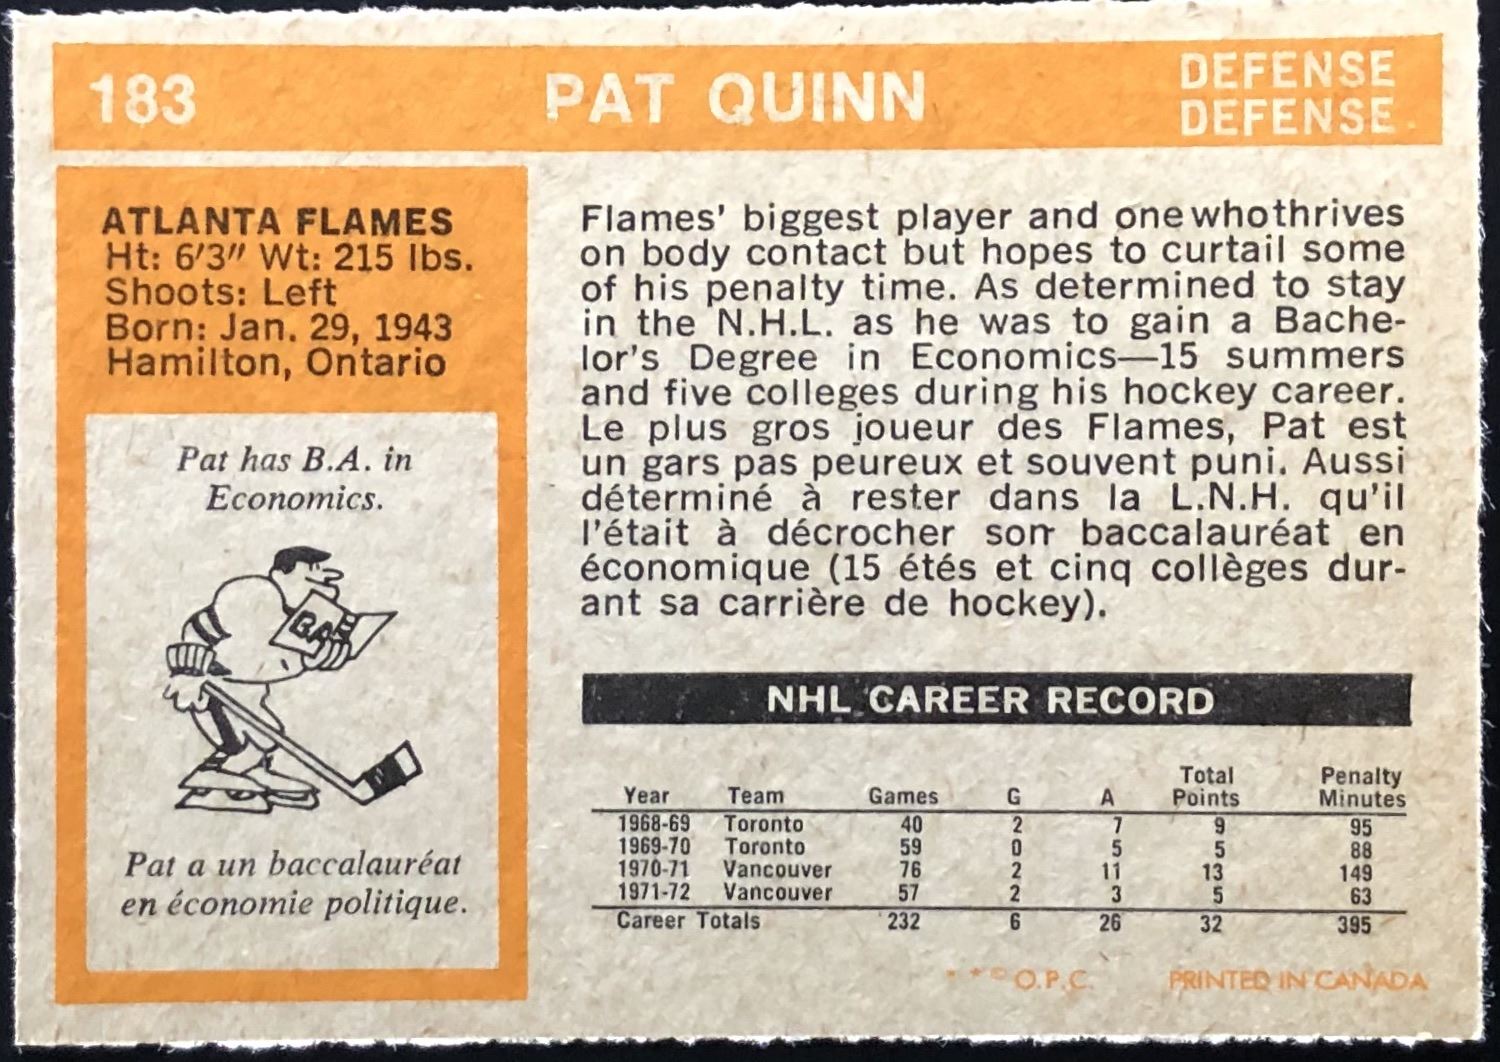 183 PAT QUINN DEFENSE
DEFENSE
ATLANTA FLAMES
Ht: 6'3" Wt: 215 lbs.
Shoots: Left
Born: Jan. 29, 1943
Hamilton, Ontario
Pat has B.A. in
Economics.
B.A.
Pat a un baccalauréat
en économie politique.
Flames' biggest player and one who thrives
on body contact but hopes to curtail some
of his penalty time. As determined to stay
in the N.H.L. as he was to gain a Bache-
lor's Degree in Economics—15 summers
and five colleges during his hockey career.
Le plus gros joueur des Flames, Pat est
un gars pas peureux et souvent puni. Aussi
déterminé à rester dans la L.N.H. qu'il
l'était à décrocher son baccalauréat en
économique (15 étés et cinq collèges dur-
ant sa carrière de hockey).
NHL CAREER RECORD
Year Team Games G A Total Points Penalty Minutes
1968-69 Toronto 40 2 7 9 95
1969-70 Toronto 59 0 5 5 88
1970-71 Vancouver 76 2 11 13 149
1971-72 Vancouver 57 2 3 5 63
Career Totals 232 6 26 32 395
* * © O.P.C. PRINTED IN CANADA